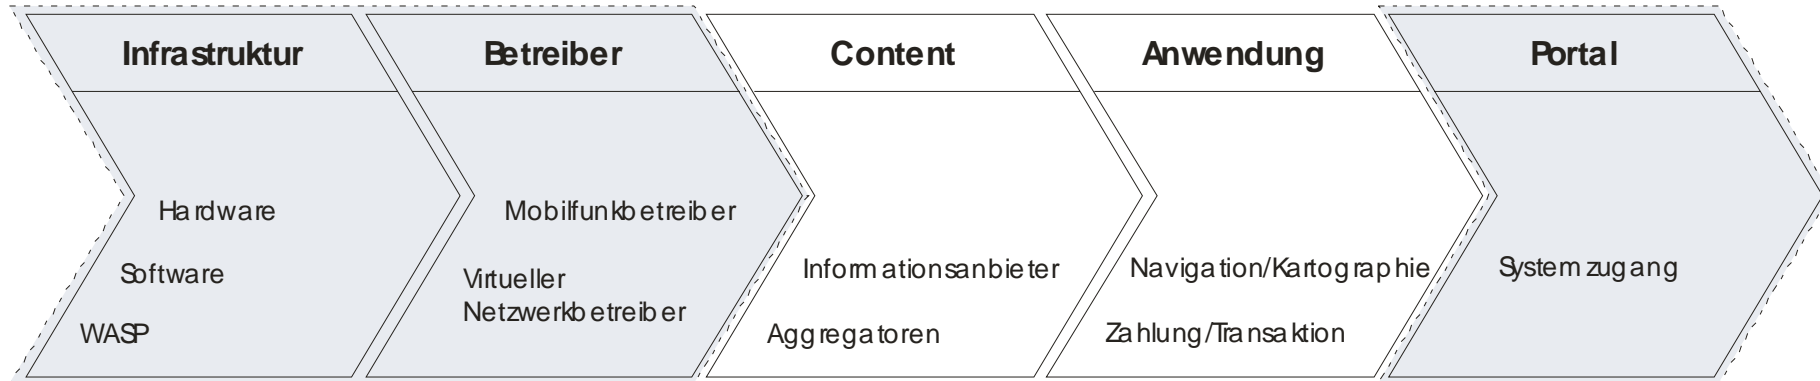 Infrastruktur
Hardware
Software
WASP
Betreiber
Mobilfunkbetreiber
Virtueller
Netzwerkbetreiber
Content
Informationsanbieter
Aggregatoren
Anwendung
Navigation/Kartographie
Zahlung/Transaktion
Portal
Systemzugang